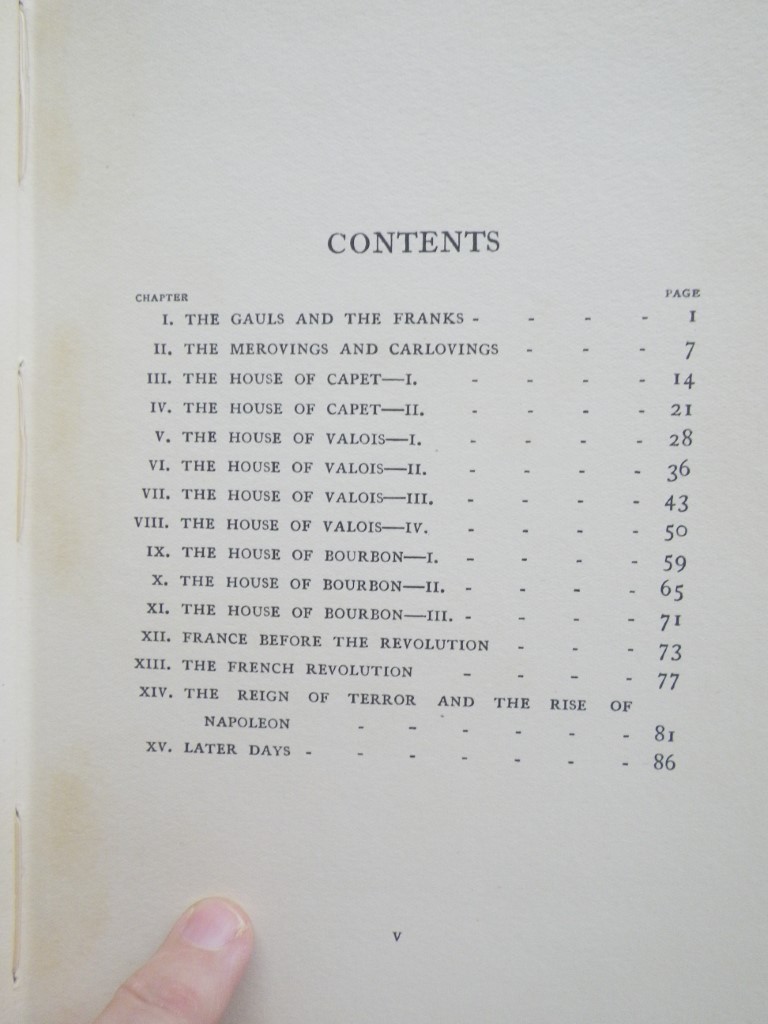 CONTENTS
CHAPTER PAGE
I. THE GAULS AND THE FRANKS - - - - 1
II. THE MEROVINGS AND CARLOVINGS - - - 7
III. THE HOUSE OF CAPET—I. - - - - 14
IV. THE HOUSE OF CAPET—II. - - - - 21
V. THE HOUSE OF VALOIS—I. - - - - 28
VI. THE HOUSE OF VALOIS—II. - - - - 36
VII. THE HOUSE OF VALOIS—III. - - - - 43
VIII. THE HOUSE OF VALOIS—IV. - - - - 50
IX. THE HOUSE OF BOURBON—I. - - - - 59
X. THE HOUSE OF BOURBON—II. - - - - 65
XI. THE HOUSE OF BOURBON—III. - - - - 71
XII. FRANCE BEFORE THE REVOLUTION - - - 73
XIII. THE FRENCH REVOLUTION - - - - 77
XIV. THE REIGN OF TERROR AND THE RISE OF
NAPOLEON - - - - - - 81
XV. LATER DAYS - - - - - - - 86
v